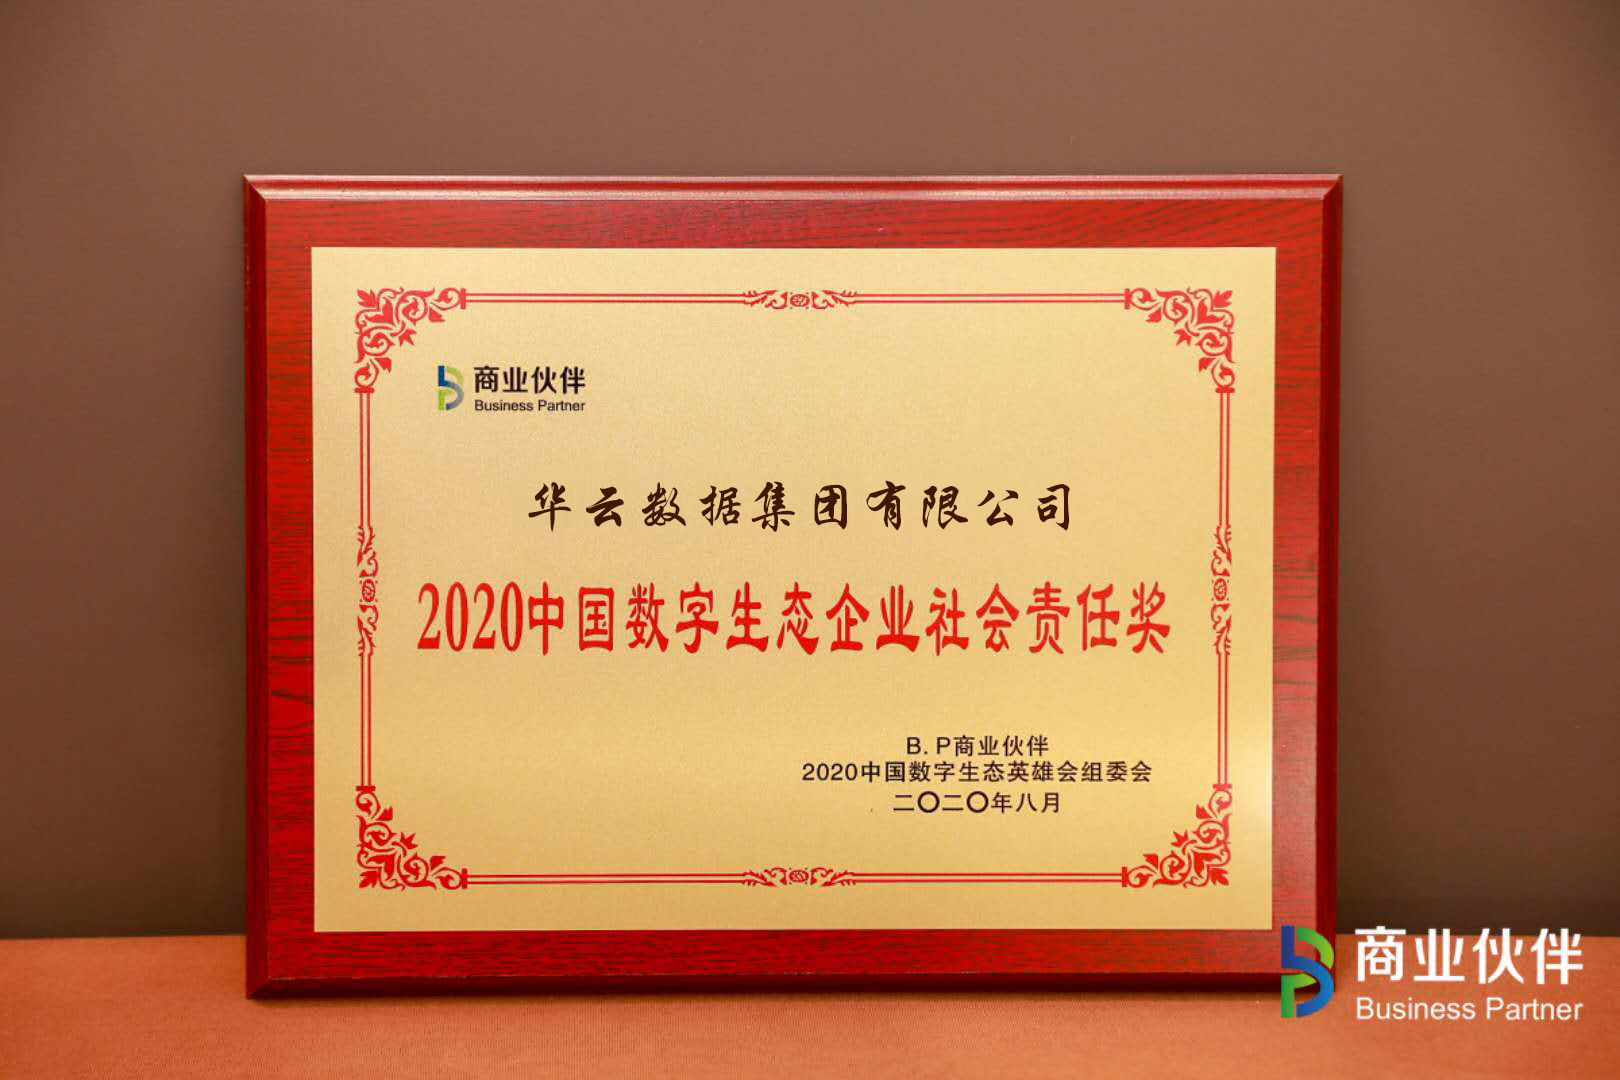 商业伙伴
Business Partner
华云数据集团有限公司
2020中国数字生态企业社会责任奖
B. P商业伙伴
2020中国数字生态英雄会组委会
二〇二〇年八月
商业伙伴
Business Partner